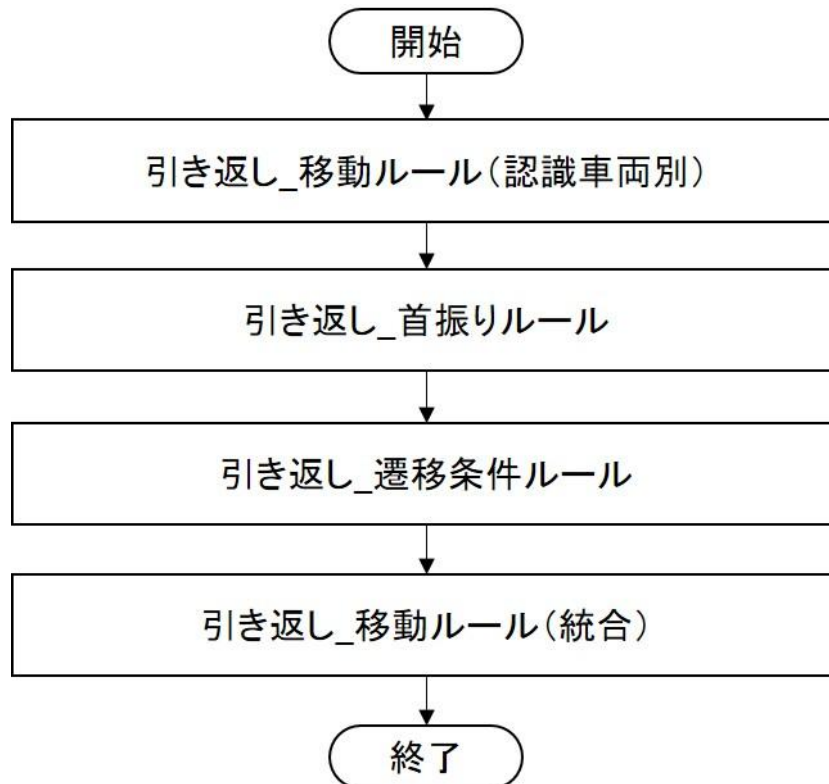 開始
引き返し_移動ルール(認識車両別)
引き返し_首振りルール
引き返し_遷移条件ルール
引き返し_移動ルール(統合)
終了